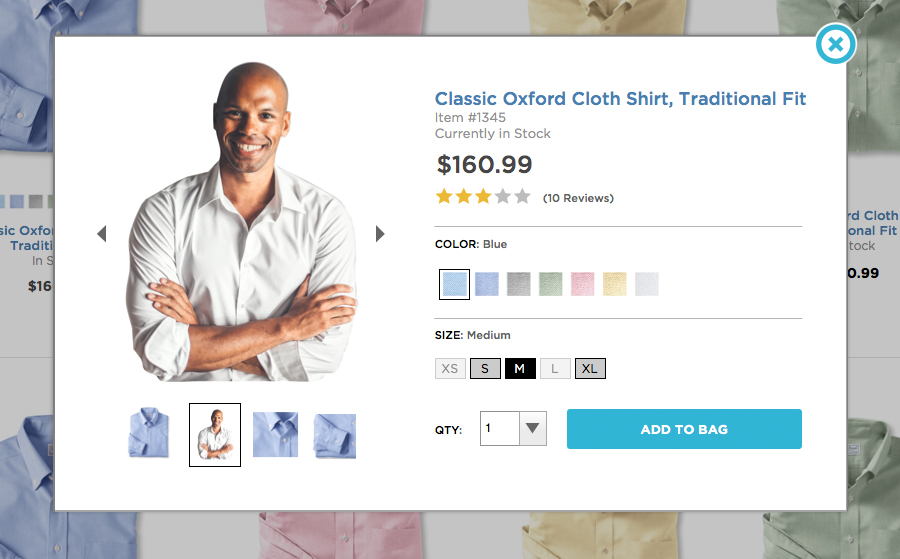 Classic Oxford Cloth Shirt, Traditional Fit
Item #1345
Currently in Stock
$160.99
(10 Reviews)
COLOR: Blue
SIZE: Medium
XS S M L XL
QTY: 1 ADD TO BAG
sic Oxfo
Traditi
In S
$16
rd Cloth
onal Fit
tock
0.99